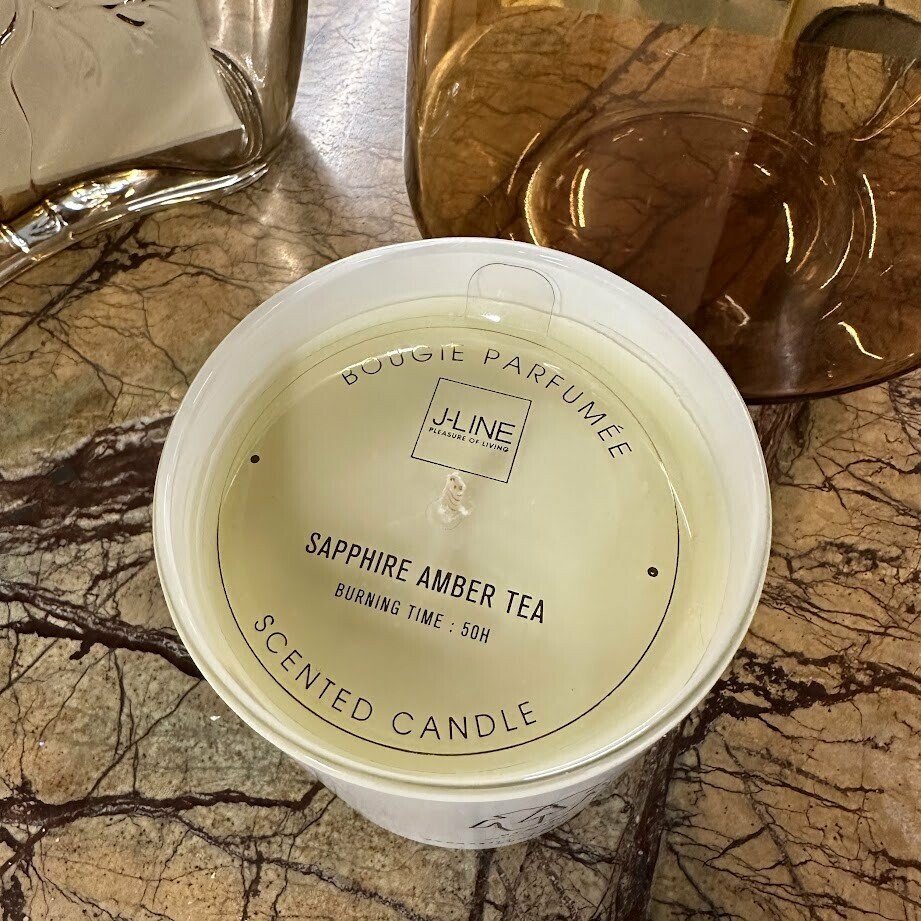 BOUGIE PARFUMÉE
J-LINE
PLEASURE OF LIVING
SAPPHIRE AMBER TEA
BURNING TIME : 50H
SCENTED CANDLE